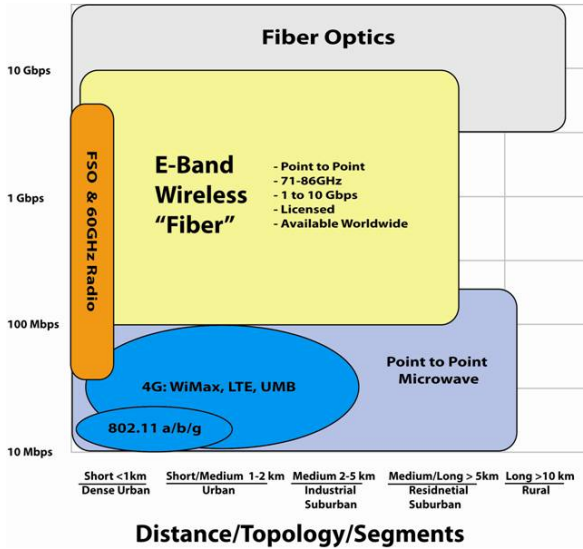 Fiber Optics
10 Gbps
E-Band
Wireless
“Fiber”
- Point to Point
- 71-86GHz
- 1 to 10 Gbps
- Licensed
- Available Worldwide
FSO & 60GHz Radio
1 Gbps
100 Mbps
Point to Point
Microwave
4G: WiMax, LTE, UMB
802.11 a/b/g
10 Mbps
Short <1km
Dense Urban
Short/Medium 1-2 km
Urban
Medium 2-5 km
Industrial
Suburban
Medium/Long > 5km
Residnetial
Suburban
Long >10 km
Rural
Distance/Topology/Segments